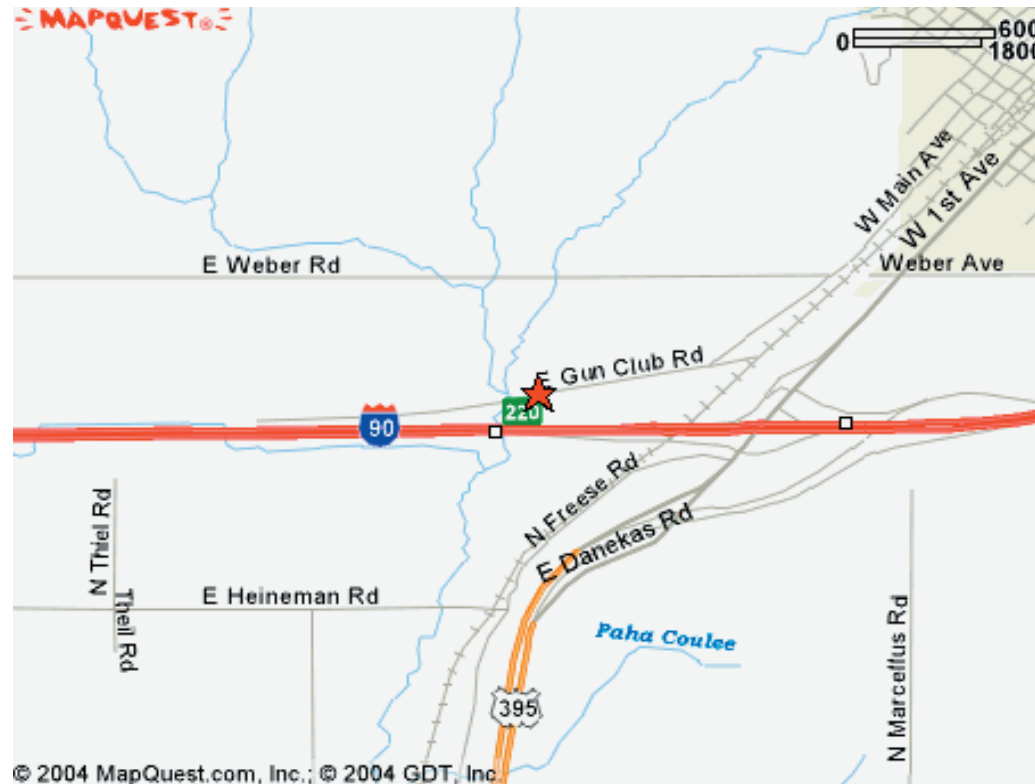 MAPQUEST®
600
0
1800
W Main Ave
W 1st Ave
E Weber Rd
Weber Ave
E Gun Club Rd
220
90
N Freese Rd
E Danekas Rd
N Thiel Rd
Theil Rd
E Heineman Rd
Paha Coulee
N Marcellus Rd
395
© 2004 MapQuest.com, Inc.; © 2004 GDT, Inc.